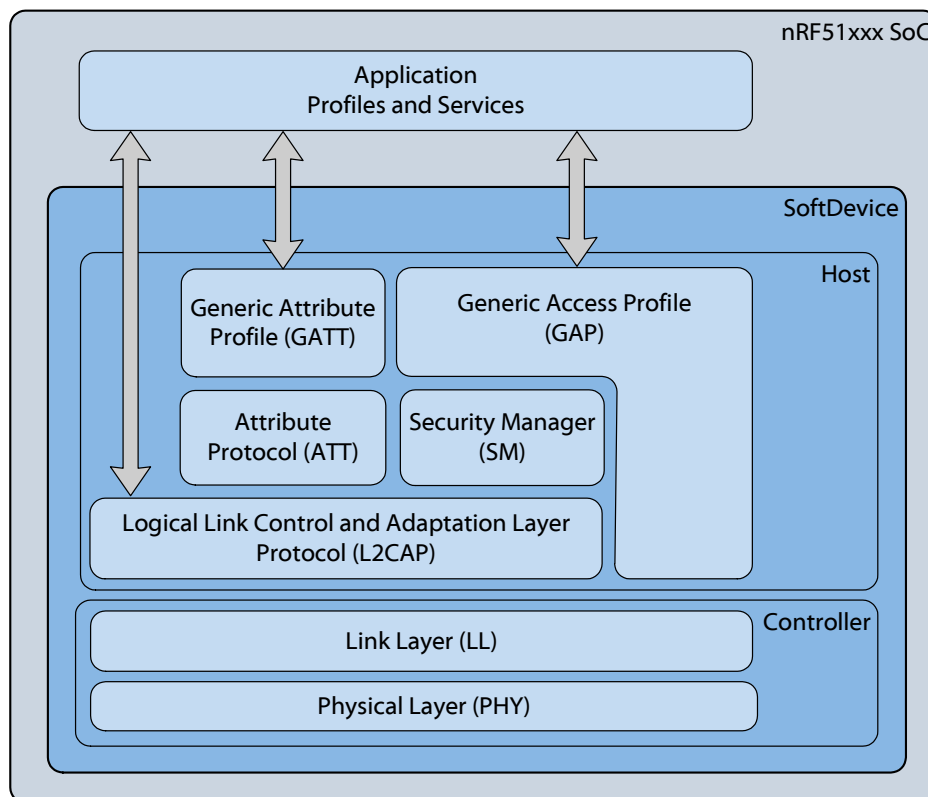 nRF51xxx SoC
Application
Profiles and Services
SoftDevice
Host
Generic Attribute
Profile (GATT)
Generic Access Profile
(GAP)
Attribute
Protocol (ATT)
Security Manager
(SM)
Logical Link Control and Adaptation Layer
Protocol (L2CAP)
Controller
Link Layer (LL)
Physical Layer (PHY)